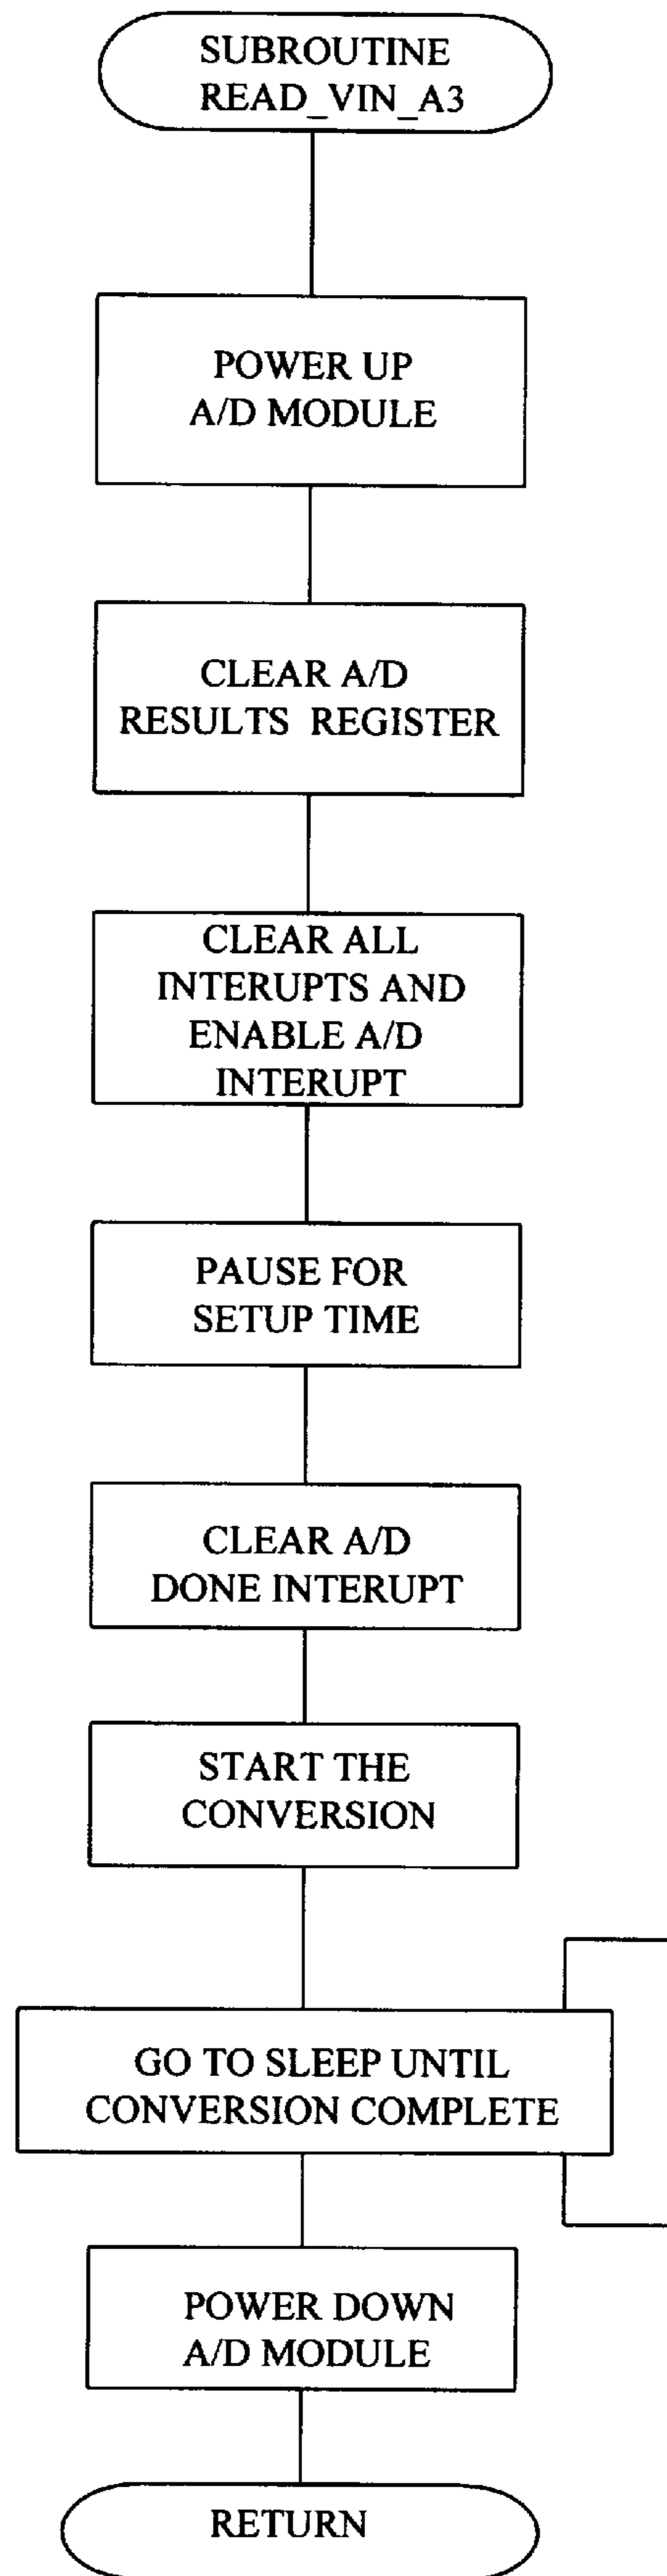 SUBROUTINE
READ_VIN_A3
POWER UP
A/D MODULE
CLEAR A/D
RESULTS REGISTER
CLEAR ALL
INTERUPTS AND
ENABLE A/D
INTERUPT
PAUSE FOR
SETUP TIME
CLEAR A/D
DONE INTERUPT
START THE
CONVERSION
GO TO SLEEP UNTIL
CONVERSION COMPLETE
POWER DOWN
A/D MODULE
RETURN